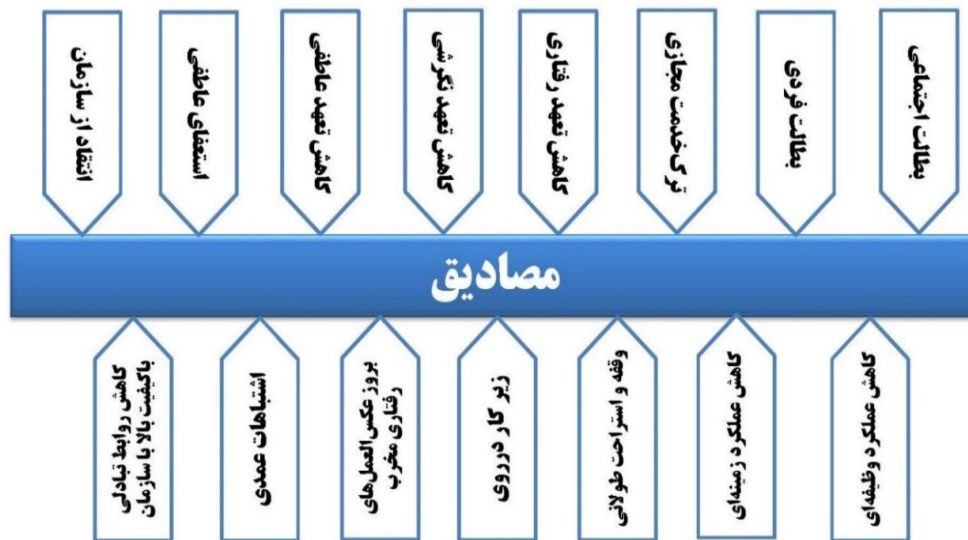 بطالت اجتماعی
بطالت فردی
ترک‌خدمت مجازی
کاهش تعهد رفتاری
کاهش تعهد نگرشی
کاهش تعهد عاطفی
استعفای عاطفی
انتقاد از سازمان
مصادیق
کاهش عملکرد وظیفه‌ای
کاهش عملکرد زمینه‌ای
وقفه و استراحت طولانی
زیر کار درروی
بروز عکس‌العمل‌های
رفتاری مخرب
اشتباهات عمدی
کاهش روابط تبادلی
باکیفیت بالا با سازمان